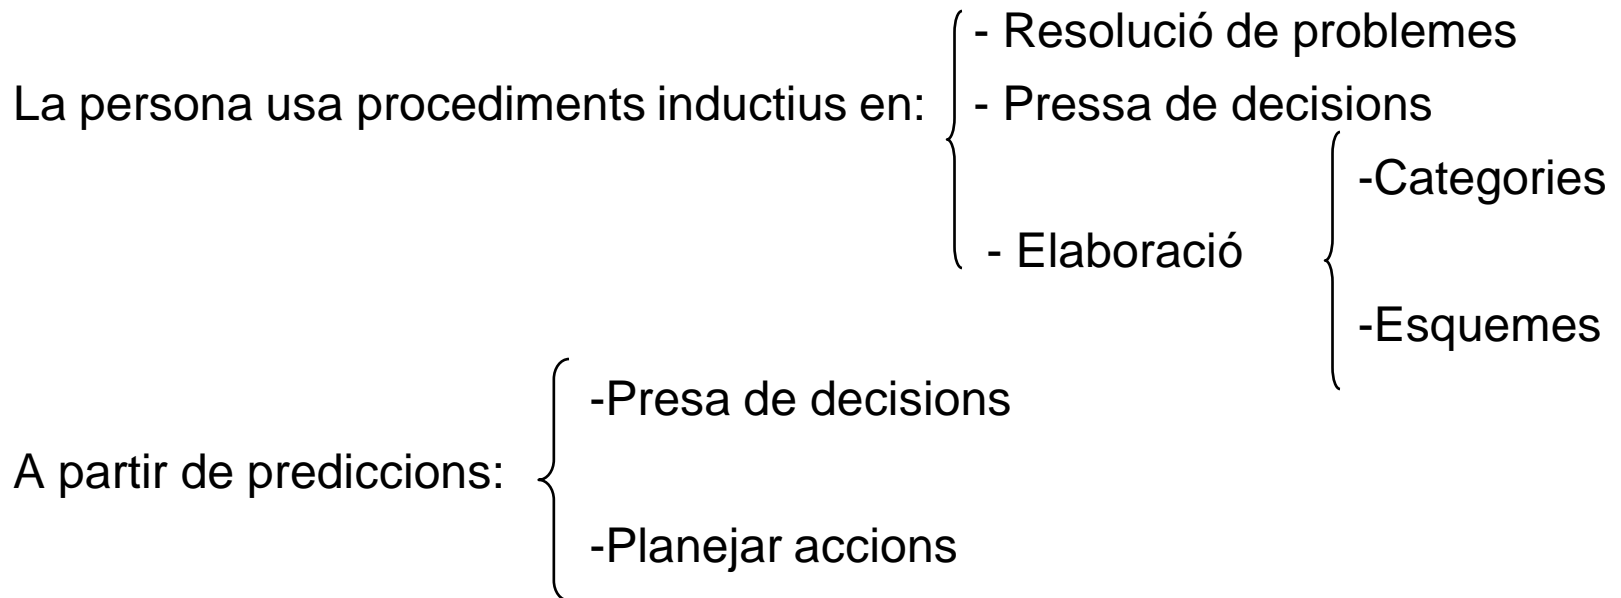 - Resolució de problemes
La persona usa procediments inductius en: - Pressa de decisions
-Categories
- Elaboració
-Esquemes
-Presa de decisions
A partir de prediccions:
-Planejar accions